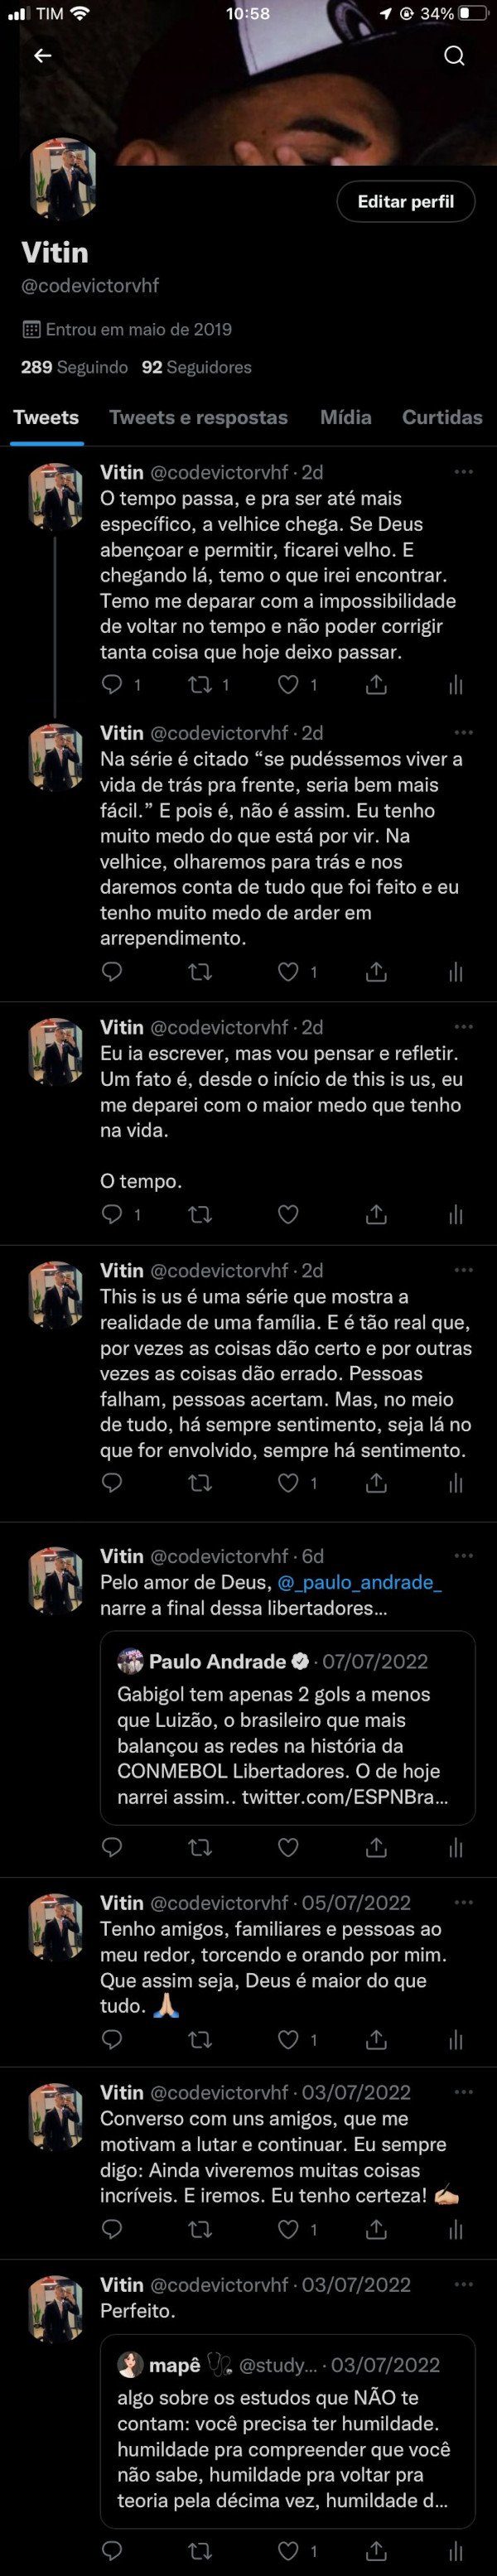 TIM 10:58 34%
Editar perfil
Vitin
@codevictorvhf
Entrou em maio de 2019
289 Seguindo 92 Seguidores
Tweets Tweets e respostas Mídia Curtidas
Vitin @codevictorvhf · 2d
O tempo passa, e pra ser até mais
específico, a velhice chega. Se Deus
abençoar e permitir, ficarei velho. E
chegando lá, temo o que irei encontrar.
Temo me deparar com a impossibilidade
de voltar no tempo e não poder corrigir
tanta coisa que hoje deixo passar.
1 1 1
Vitin @codevictorvhf · 2d
Na série é citado “se pudéssemos viver a
vida de trás pra frente, seria bem mais
fácil.” E pois é, não é assim. Eu tenho
muito medo do que está por vir. Na
velhice, olharemos para trás e nos
daremos conta de tudo que foi feito e eu
tenho muito medo de arder em
arrependimento.
1
Vitin @codevictorvhf · 2d
Eu ia escrever, mas vou pensar e refletir.
Um fato é, desde o início de this is us, eu
me deparei com o maior medo que tenho
na vida.
O tempo.
1
Vitin @codevictorvhf · 2d
This is us é uma série que mostra a
realidade de uma família. E é tão real que,
por vezes as coisas dão certo e por outras
vezes as coisas dão errado. Pessoas
falham, pessoas acertam. Mas, no meio
de tudo, há sempre sentimento, seja lá no
que for envolvido, sempre há sentimento.
1
Vitin @codevictorvhf · 6d
Pelo amor de Deus, @_paulo_andrade_
narre a final dessa libertadores...
Paulo Andrade · 07/07/2022
Gabigol tem apenas 2 gols a menos
que Luizão, o brasileiro que mais
balançou as redes na história da
CONMEBOL Libertadores. O de hoje
narrei assim.. twitter.com/ESPNBra...
Vitin @codevictorvhf · 05/07/2022
Tenho amigos, familiares e pessoas ao
meu redor, torcendo e orando por mim.
Que assim seja, Deus é maior do que
tudo. 🙏🏼
1
Vitin @codevictorvhf · 03/07/2022
Converso com uns amigos, que me
motivam a lutar e continuar. Eu sempre
digo: Ainda viveremos muitas coisas
incríveis. E iremos. Eu tenho certeza! ✍🏼
1
Vitin @codevictorvhf · 03/07/2022
Perfeito.
mapê 🩺 @study... · 03/07/2022
algo sobre os estudos que NÃO te
contam: você precisa ter humildade.
humildade pra compreender que você
não sabe, humildade pra voltar pra
teoria pela décima vez, humildade d...
1